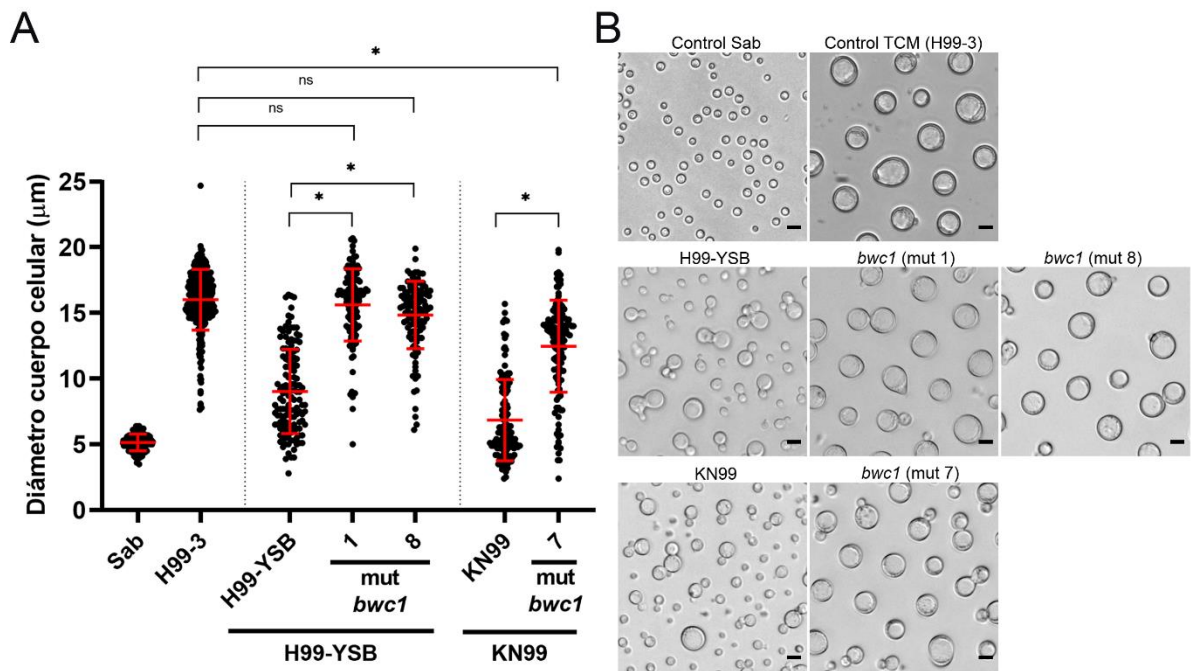 A
*
ns
*
ns
*
*
*
Diámetro cuerpo celular (μm)
25
20
15
10
5
0
Sab
H99-3
H99-YSB
1
8
KN99
7
mut
bwc1
mut
bwc1
H99-YSB
KN99
B
Control Sab
Control TCM (H99-3)
H99-YSB
bwc1 (mut 1)
bwc1 (mut 8)
KN99
bwc1 (mut 7)